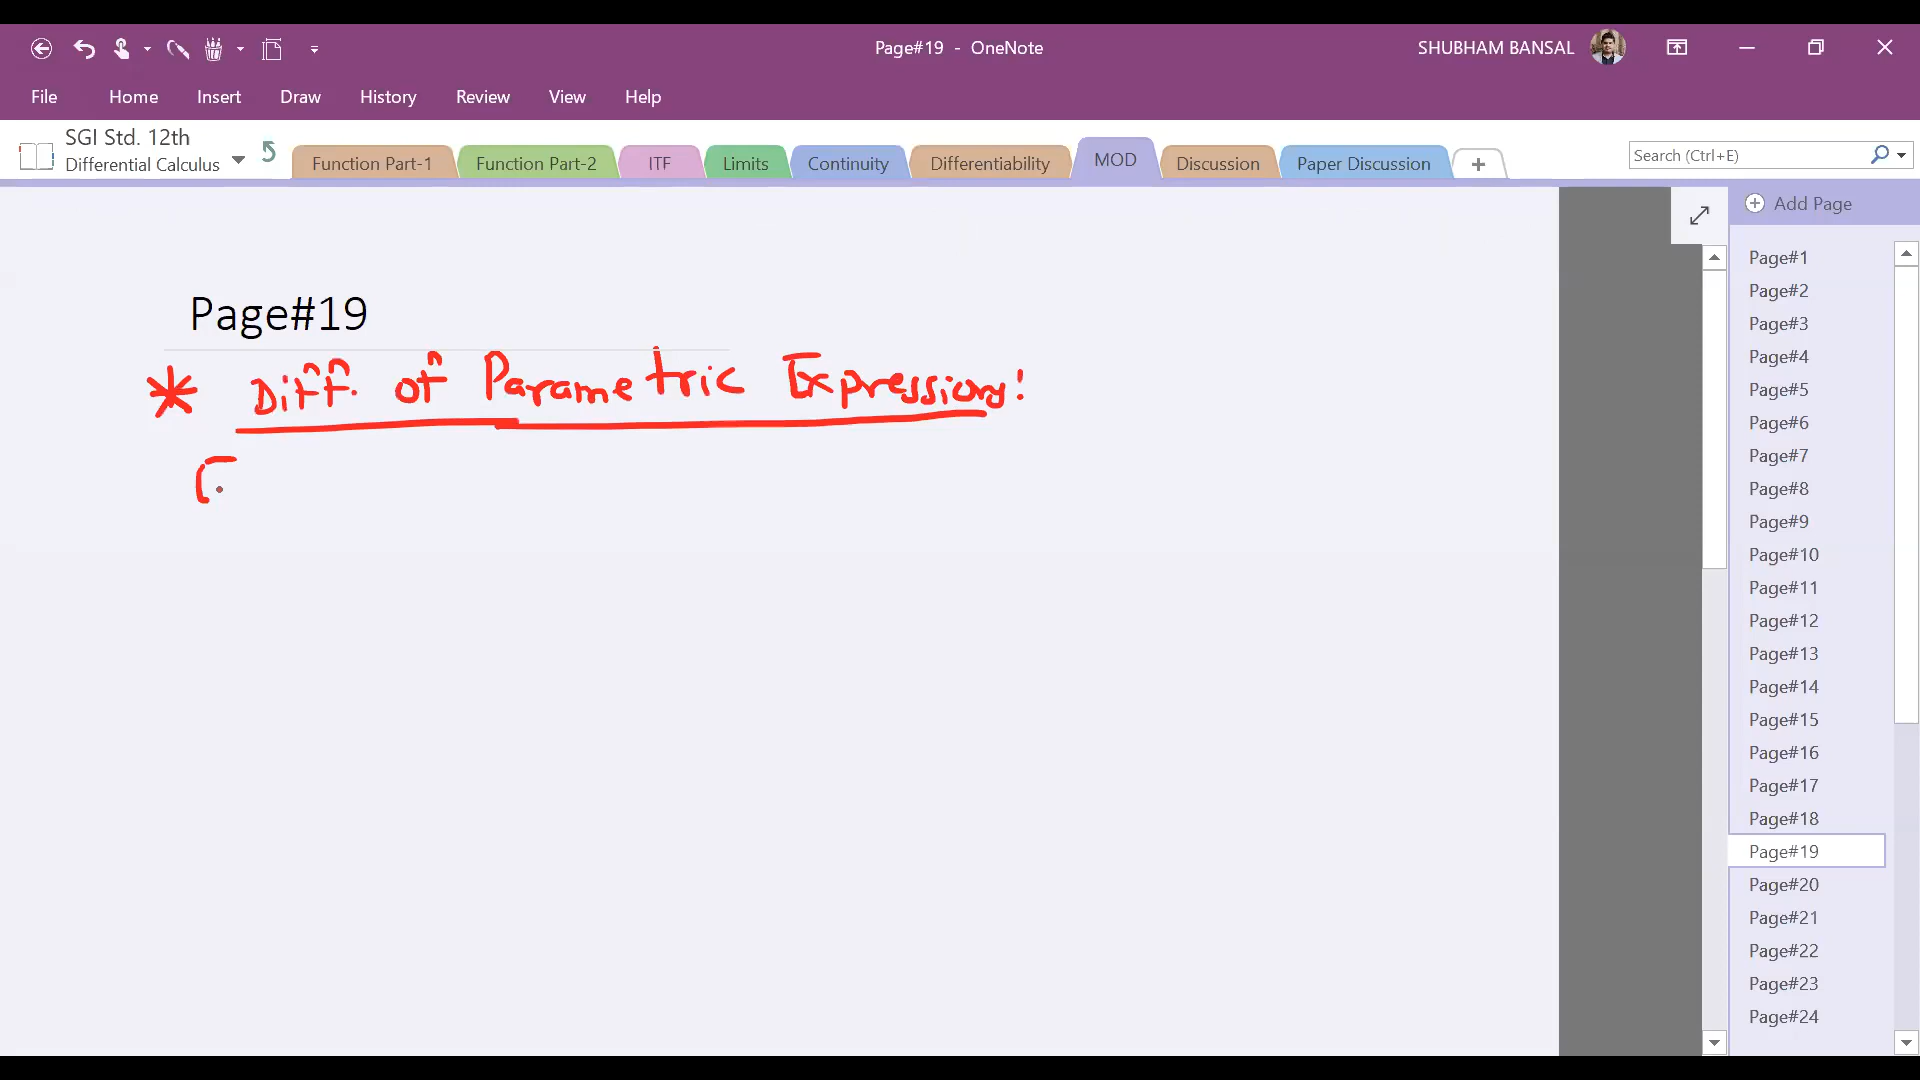 Page#19 - OneNote
SHUBHAM BANSAL
File Home Insert Draw History Review View Help
SGI Std. 12th
Differential Calculus
Function Part-1 Function Part-2 ITF Limits Continuity Differentiability MOD Discussion Paper Discussion
Search (Ctrl+E)
Add Page
Page#19
* Diff. of Parametric Expressions:
Page#1
Page#2
Page#3
Page#4
Page#5
Page#6
Page#7
Page#8
Page#9
Page#10
Page#11
Page#12
Page#13
Page#14
Page#15
Page#16
Page#17
Page#18
Page#19
Page#20
Page#21
Page#22
Page#23
Page#24